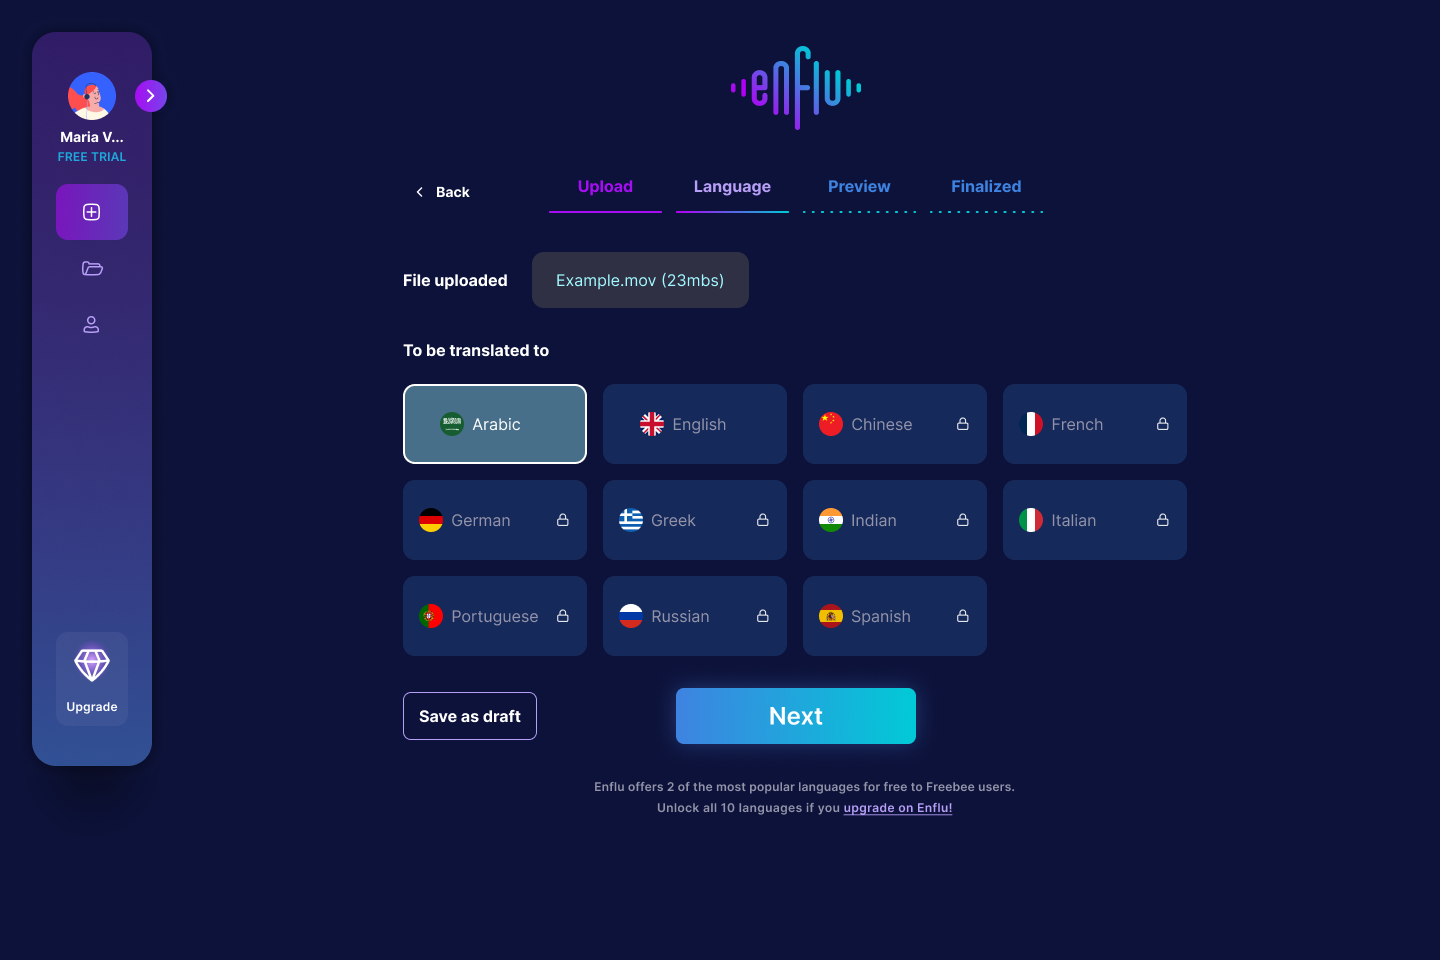 enflu
Maria V...
FREE TRIAL
Back
Upload
Language
Preview
Finalized
File uploaded
Example.mov (23mbs)
To be translated to
Arabic
English
Chinese
French
German
Greek
Indian
Italian
Portuguese
Russian
Spanish
Upgrade
Save as draft
Next
Enflu offers 2 of the most popular languages for free to Freebee users.
Unlock all 10 languages if you upgrade on Enflu!